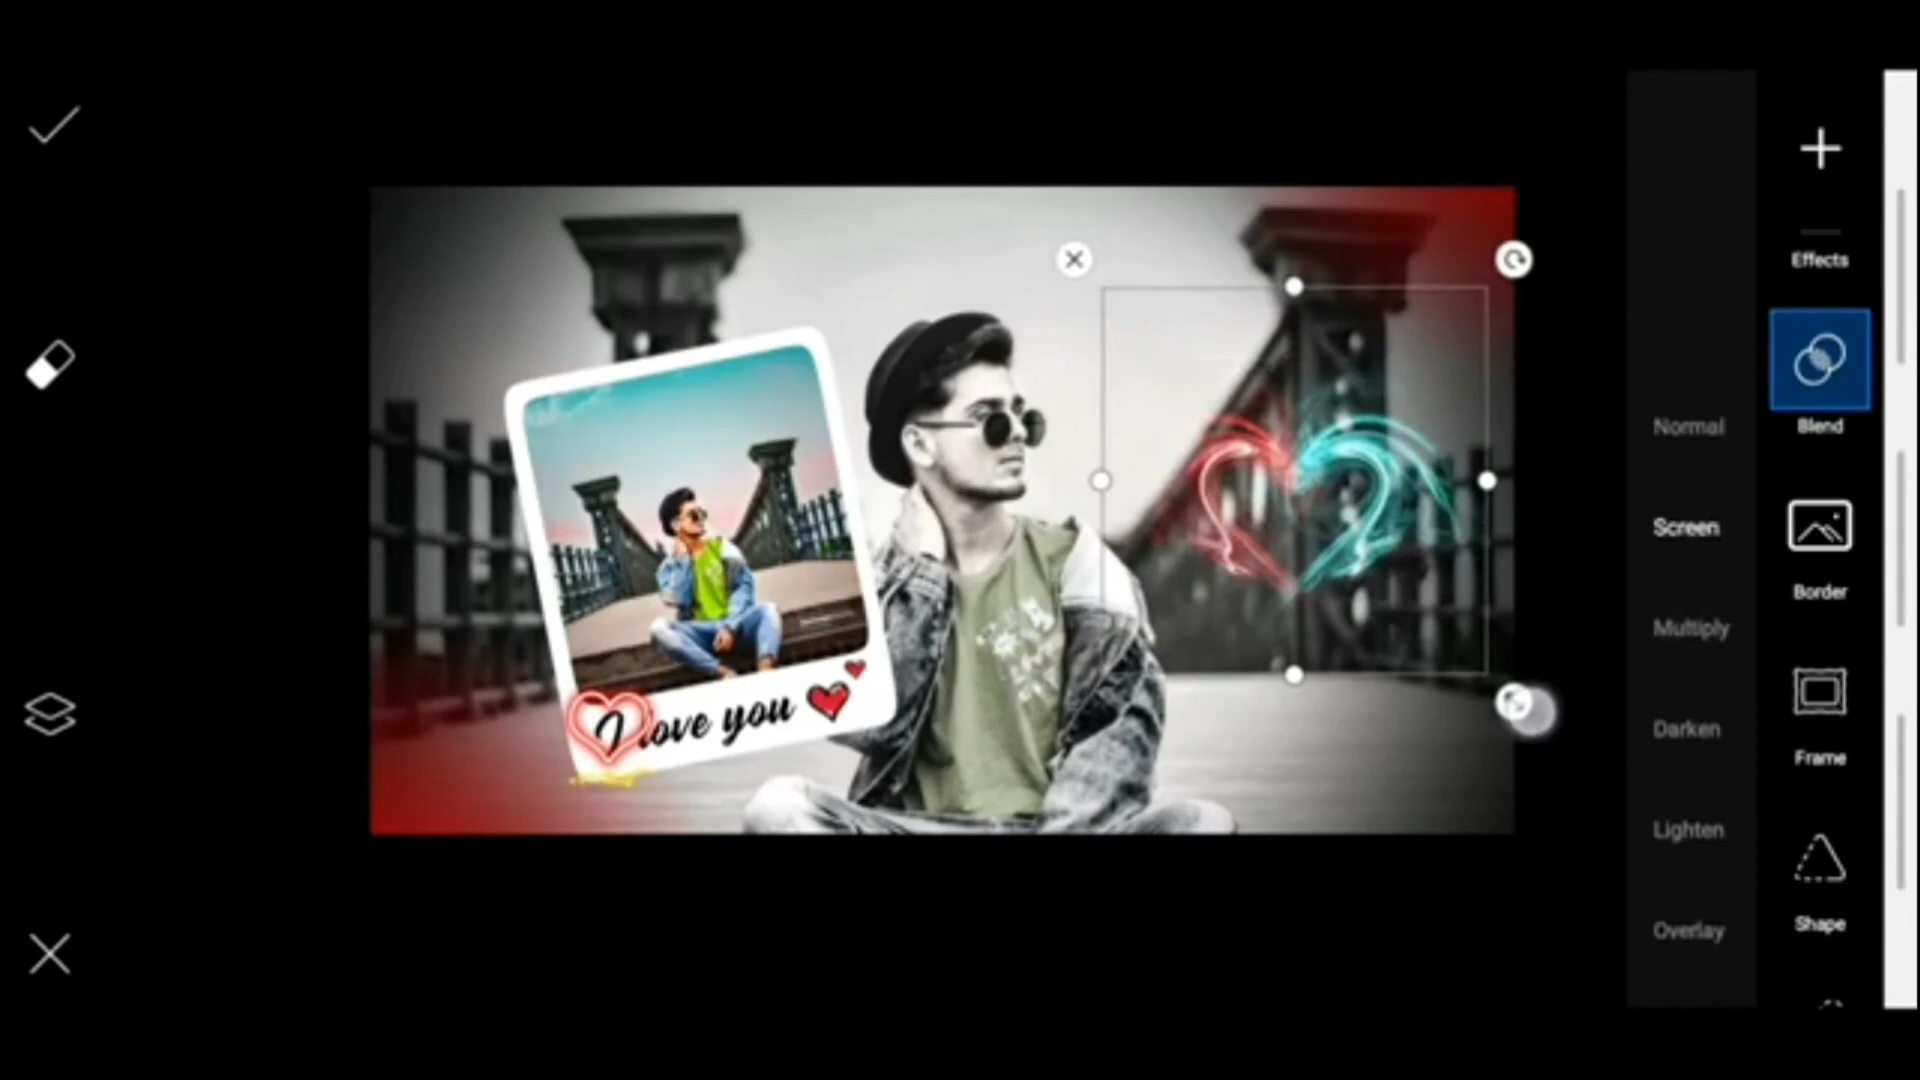 Effects
Blend
Border
Frame
Shape
Normal
Screen
Multiply
Darken
Lighten
Overlay
I love you